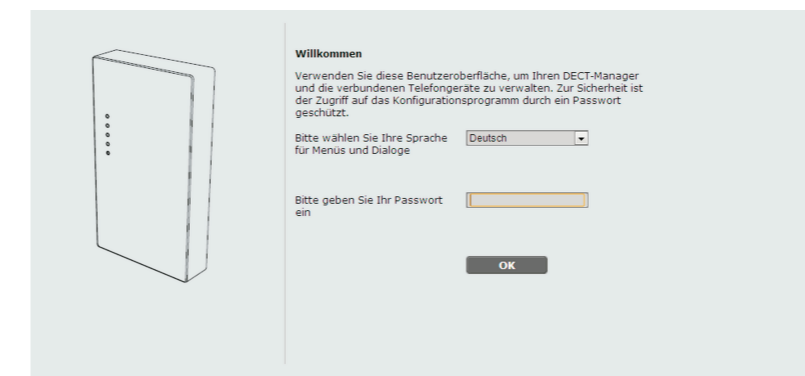 Willkommen
Verwenden Sie diese Benutzeroberfläche, um Ihren DECT-Manager
und die verbundenen Telefongeräte zu verwalten. Zur Sicherheit ist
der Zugriff auf das Konfigurationsprogramm durch ein Passwort
geschützt.
Bitte wählen Sie Ihre Sprache
für Menüs und Dialoge
Deutsch
Bitte geben Sie Ihr Passwort
ein
OK